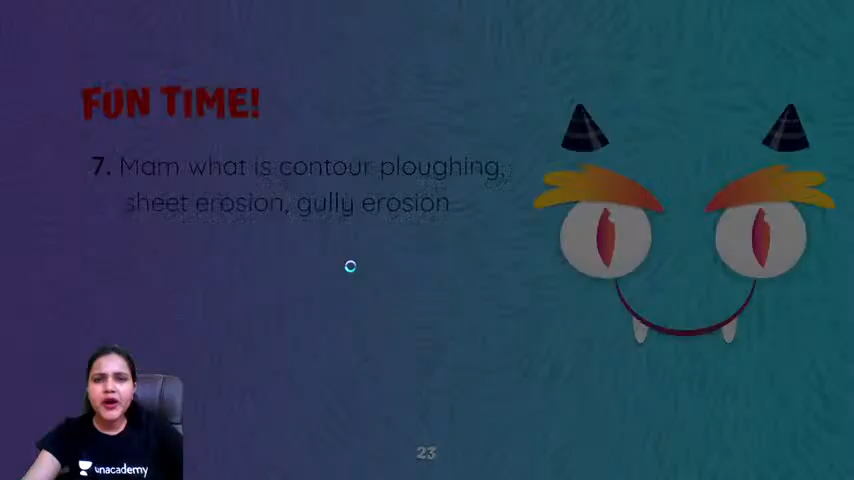 FUN TIME!
7. Mam what is contour ploughing,
sheet erosion, gully erosion
unacademy
23